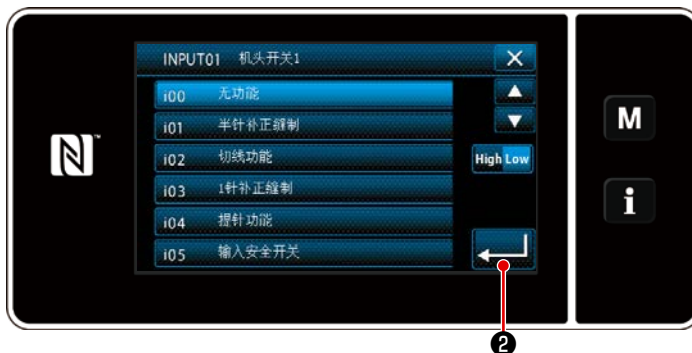 INPUT01 机头开关1
i00 无功能
i01 半针补正缝制
i02 切线功能
High Low
i03 1针补正缝制
i04 提针功能
i05 输入安全开关
M
i
N
❷